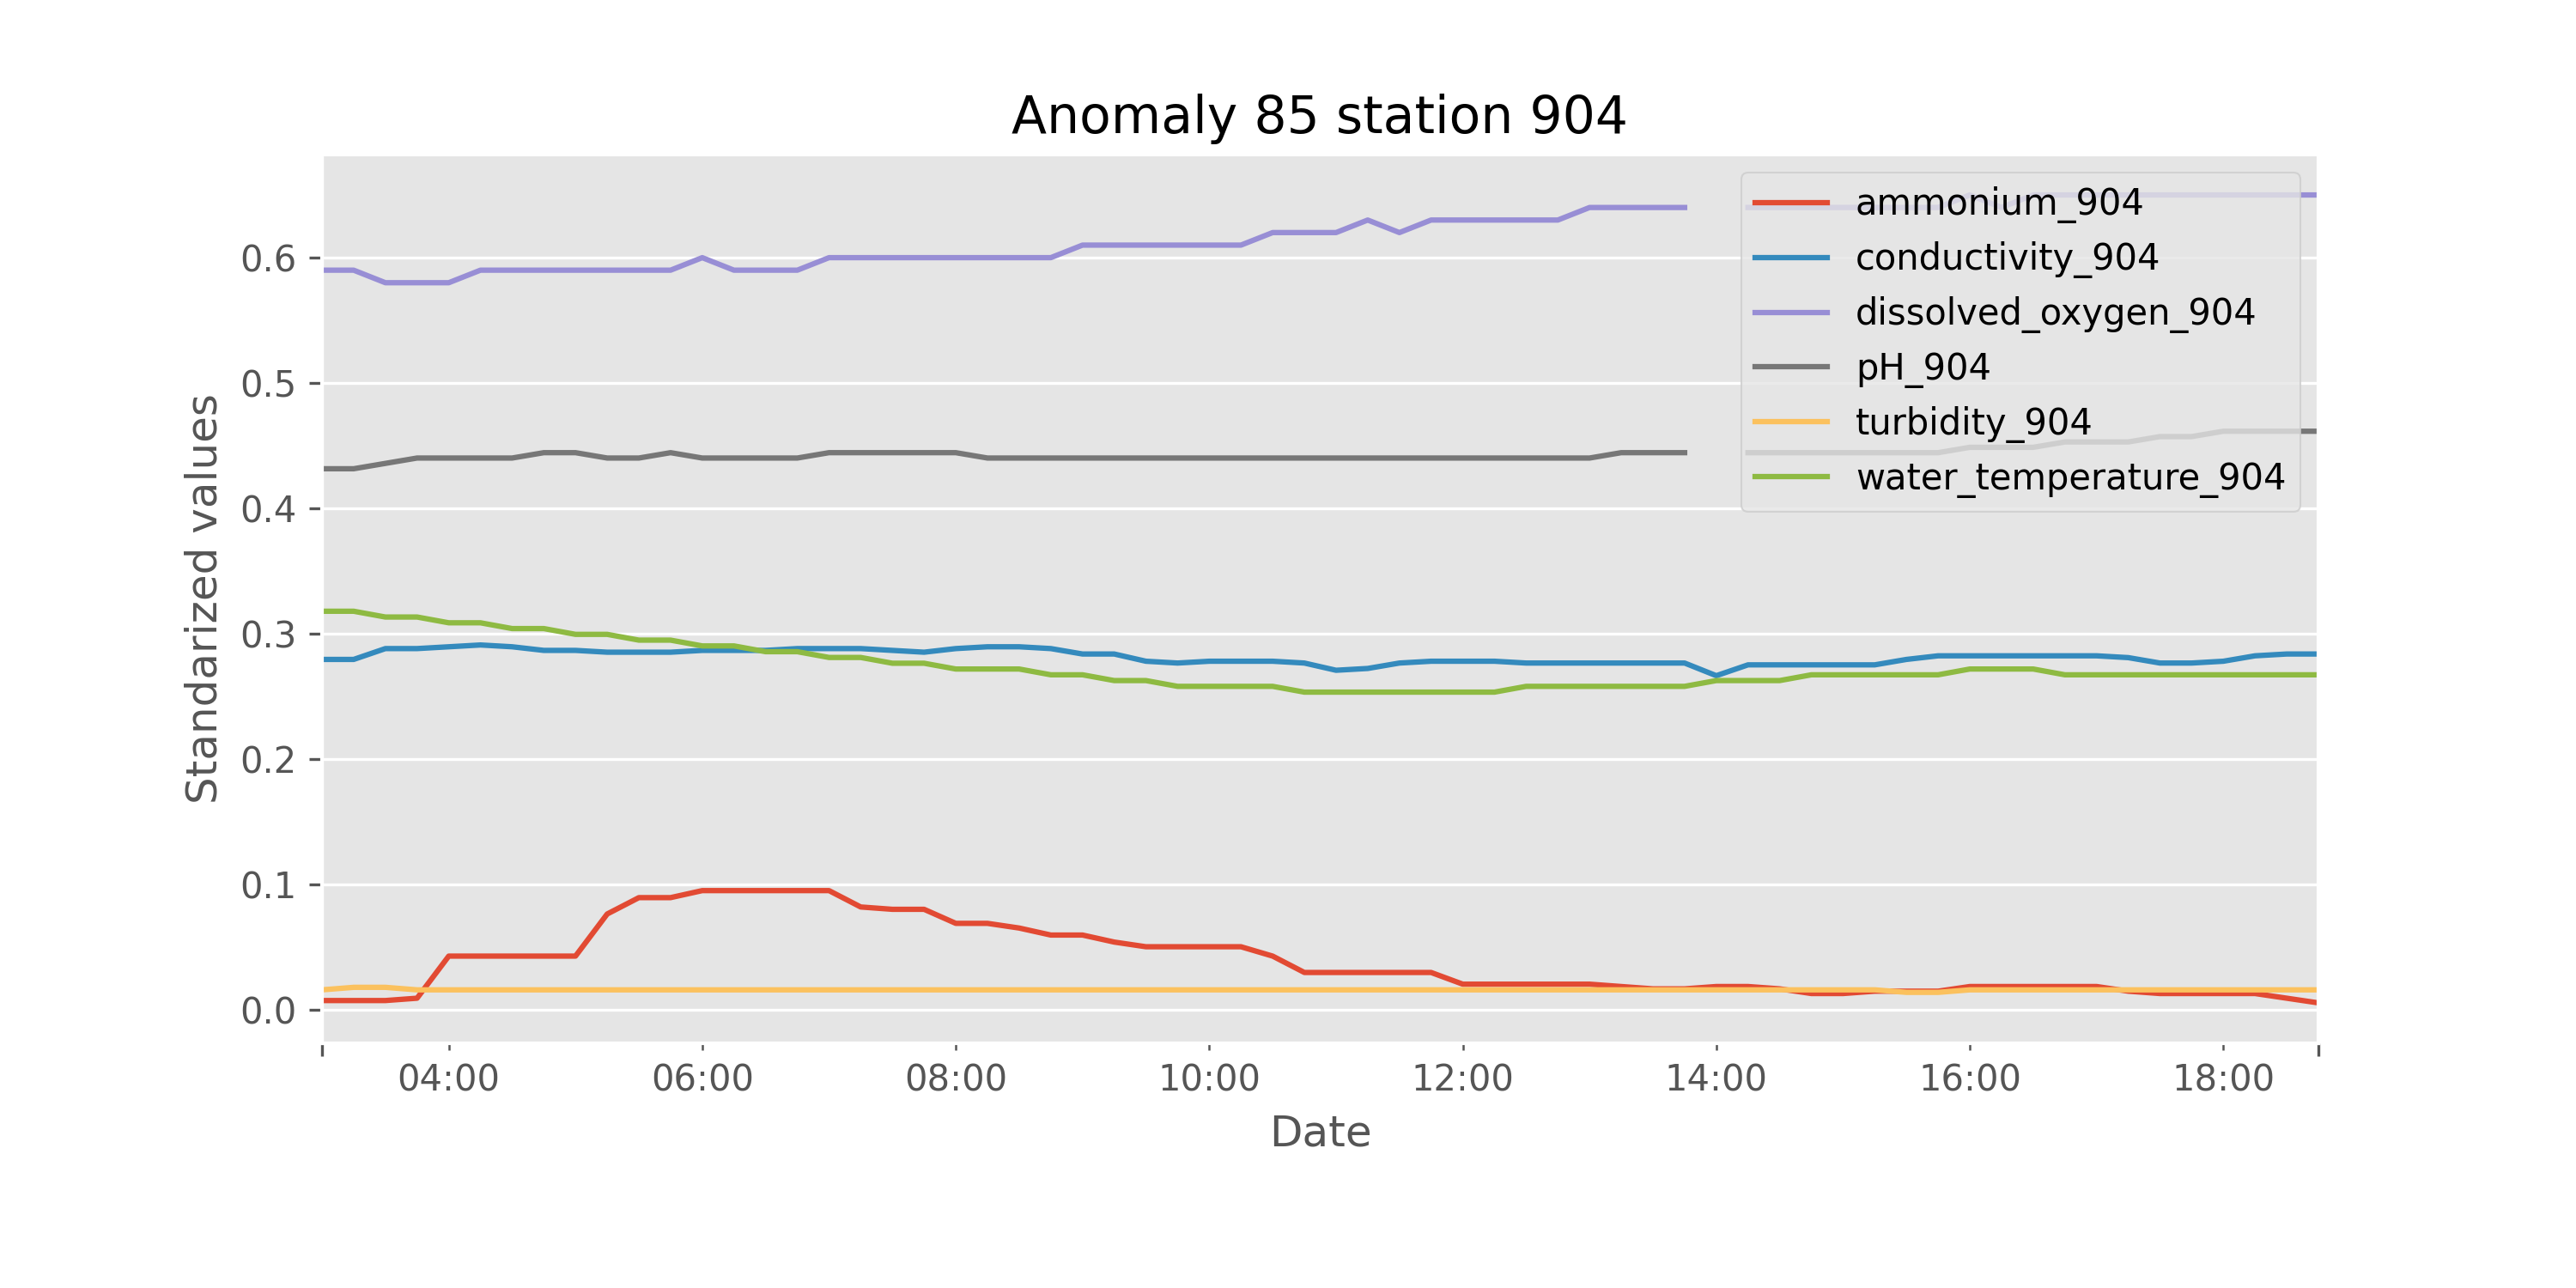 Anomaly 85 station 904
ammonium_904
conductivity_904
dissolved_oxygen_904
pH_904
turbidity_904
water_temperature_904
Standarized values
0.6
0.5
0.4
0.3
0.2
0.1
0.0
04:00 06:00 08:00 10:00 12:00 14:00 16:00 18:00
Date